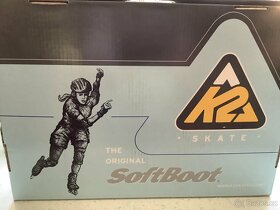 K2
SKATE
THE
ORIGINAL
SoftBoot